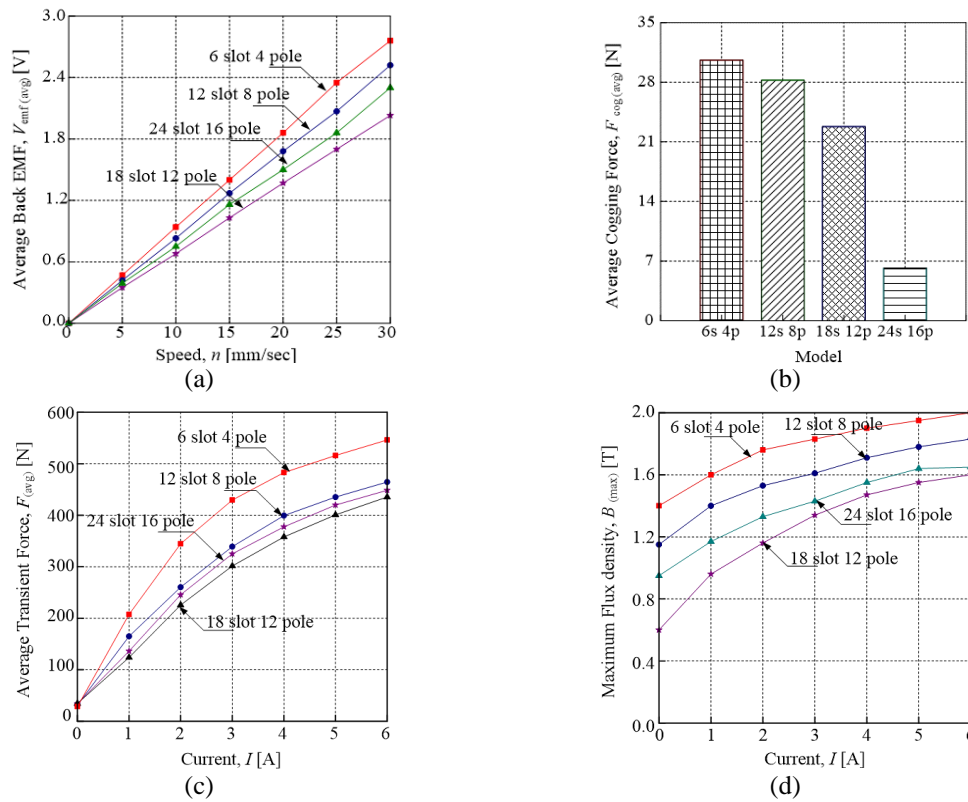 Average Back EMF, V emf (avg) [V]
3.0
2.4
1.8
1.2
0.6
0.0
6 slot 4 pole
12 slot 8 pole
24 slot 16 pole
18 slot 12 pole
0 5 10 15 20 25 30
Speed, n [mm/sec]
(a)
Average Cogging Force, F cog (avg) [N]
35
28
21
14
7
0
6s 4p 12s 8p 18s 12p 24s 16p
Model
(b)
Average Transient Force, F(avg) [N]
600
500
400
300
200
100
0
6 slot 4 pole
12 slot 8 pole
24 slot 16 pole
18 slot 12 pole
0 1 2 3 4 5 6
Current, I [A]
(c)
Maximum Flux density, B (max) [T]
2.0
1.6
1.2
0.8
0.4
0.0
6 slot 4 pole
12 slot 8 pole
24 slot 16 pole
18 slot 12 pole
0 1 2 3 4 5 6
Current, I [A]
(d)